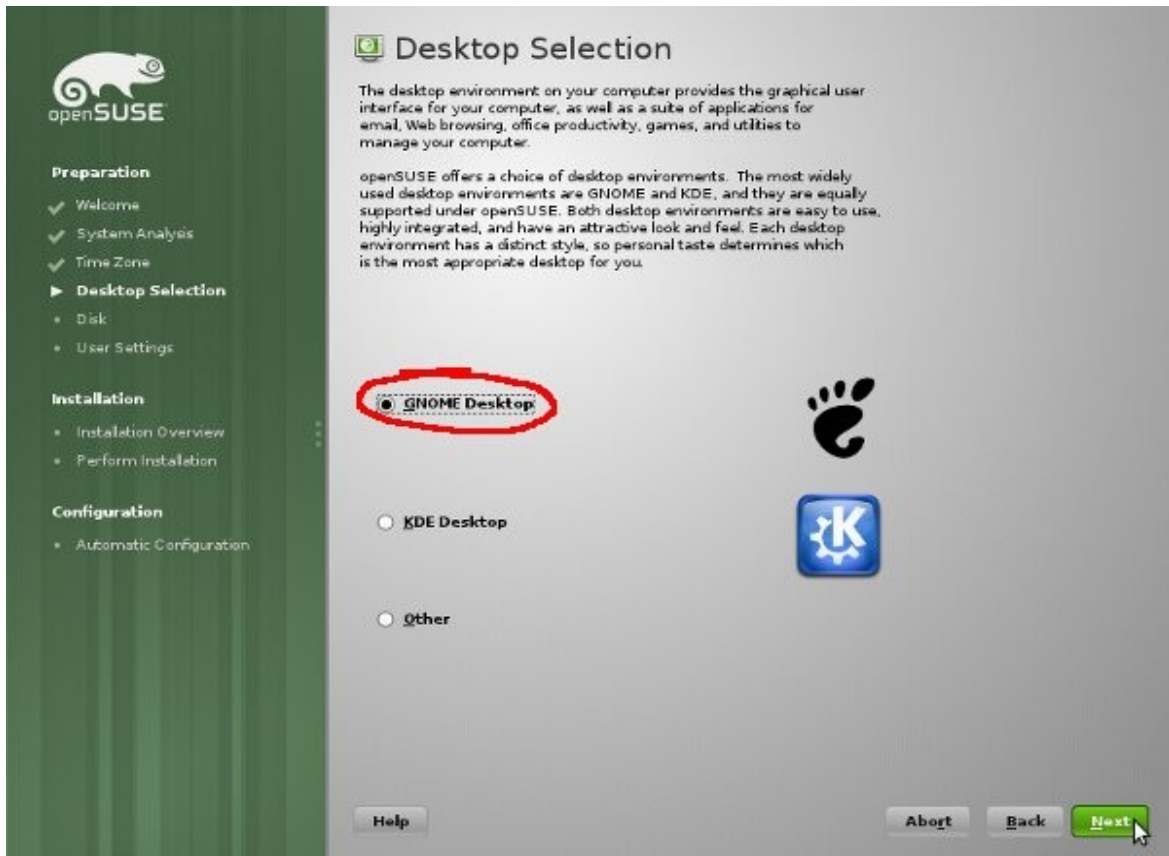 openSUSE
Preparation
Welcome
System Analysis
Time Zone
Desktop Selection
Disk
User Settings
Installation
Installation Overview
Perform Installation
Configuration
Automatic Configuration
Desktop Selection
The desktop environment on your computer provides the graphical user
interface for your computer, as well as a suite of applications for
email, Web browsing, office productivity, games, and utilities to
manage your computer.
openSUSE offers a choice of desktop environments. The most widely
used desktop environments are GNOME and KDE, and they are equally
supported under openSUSE. Both desktop environments are easy to use,
highly integrated, and have an attractive look and feel. Each desktop
environment has a distinct style, so personal taste determines which
is the most appropriate desktop for you.
GNOME Desktop
KDE Desktop
K
Other
Help
Abort
Back
Next